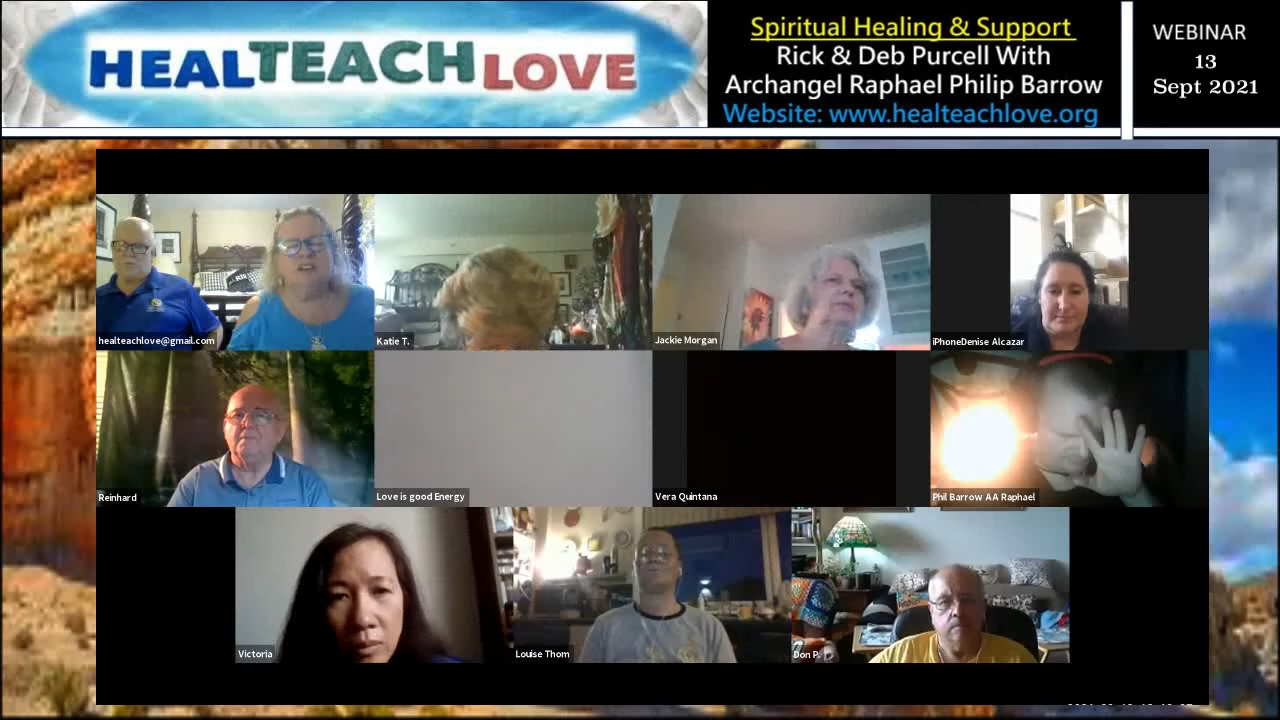 HEALTEACHLOVE
Spiritual Healing & Support
Rick & Deb Purcell With
Archangel Raphael Philip Barrow
Website: www.healteachlove.org
WEBINAR
13
Sept 2021
healteachlove@gmail.com
Katie T.
Jackie Morgan
iPhoneDenise Alcazar
Reinhard
Love is good Energy
Vera Quintana
Phil Barrow AA Raphael
Victoria
Louise Thom
Don P.